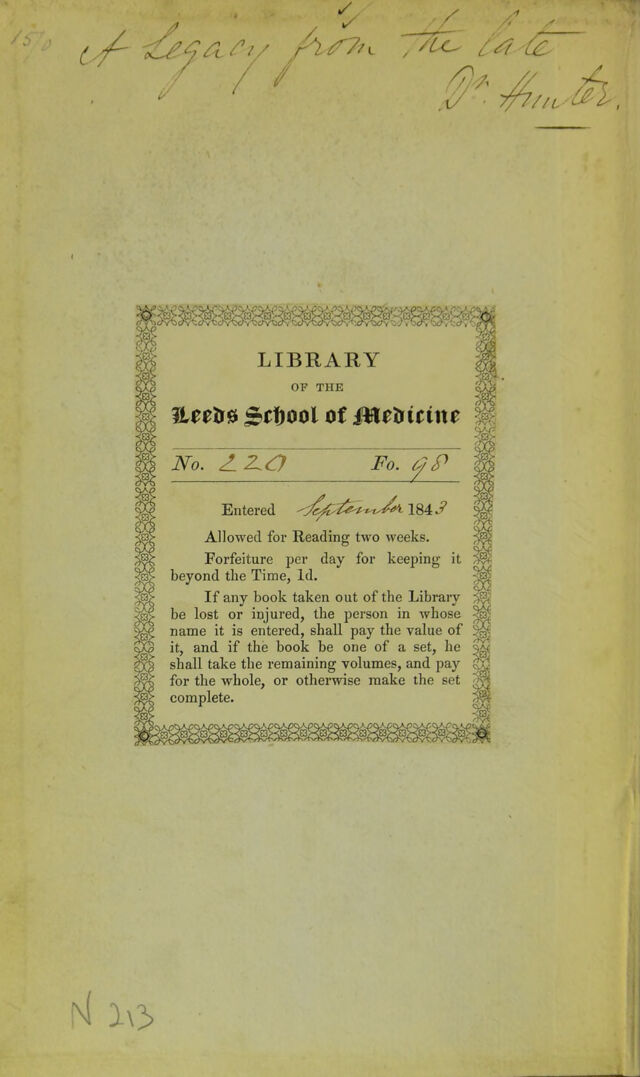 15/0
A Legacy from the late
Dr. Hunter.
LIBRARY
OF THE
Leeds School of Medicine
No. 220 Fo. 98
Entered September 1843
Allowed for Reading two weeks.
Forfeiture per day for keeping it
beyond the Time, 1d.
If any book taken out of the Library
be lost or injured, the person in whose
name it is entered, shall pay the value of
it, and if the book be one of a set, he
shall take the remaining volumes, and pay
for the whole, or otherwise make the set
complete.
N 213